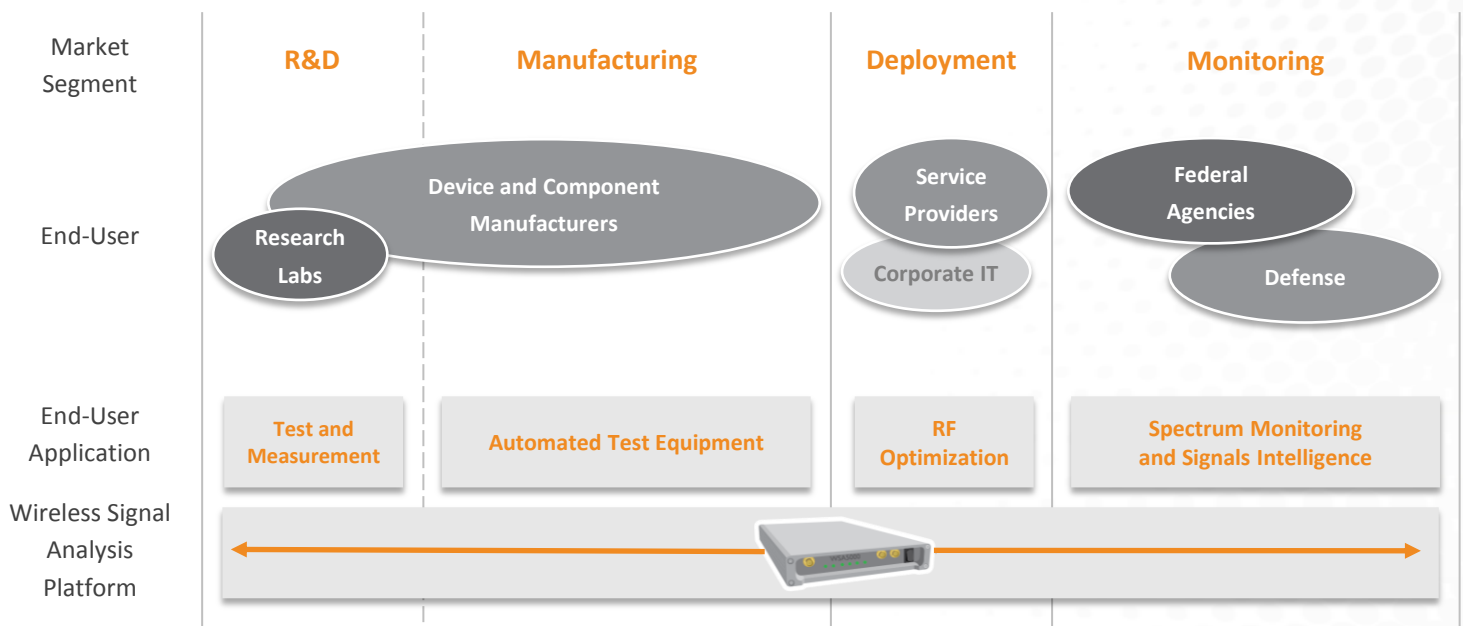 Market
Segment
R&D
Manufacturing
Deployment
Monitoring
End-User
Device and Component
Manufacturers
Research
Labs
Service
Providers
Corporate IT
Federal
Agencies
Defense
End-User
Application
Test and
Measurement
Automated Test Equipment
RF
Optimization
Spectrum Monitoring
and Signals Intelligence
Wireless Signal
Analysis
Platform
WSA5000